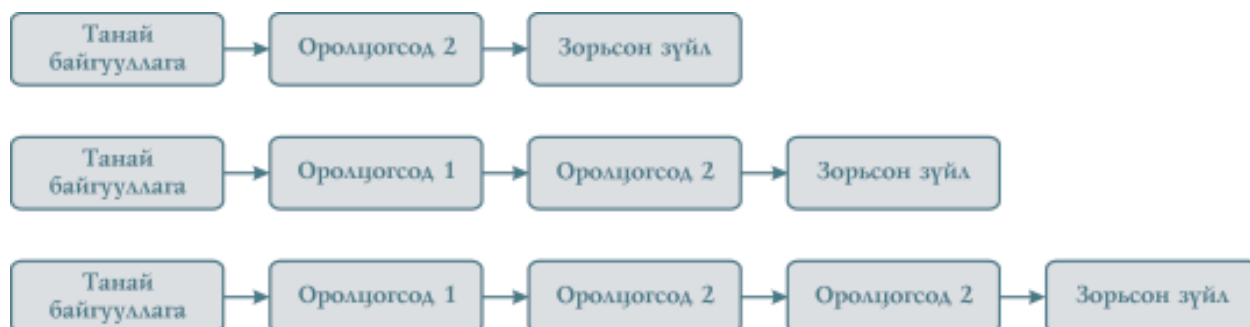 Танай
байгууллага
Оролцогсод 2
Зорьсон зүйл
Танай
байгууллага
Оролцогсод 1
Оролцогсод 2
Зорьсон зүйл
Танай
байгууллага
Оролцогсод 1
Оролцогсод 2
Оролцогсод 2
Зорьсон зүйл